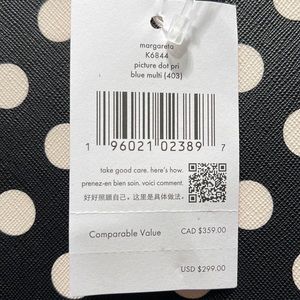 margareta
K6844
picture dot pri
blue multi (403)
1 96021 02389 7
take good care. here's how.
prenez-en bien soin. voici comment.
好好照顾自己。这里是具体做法。
Comparable Value CAD $359.00
USD $299.00